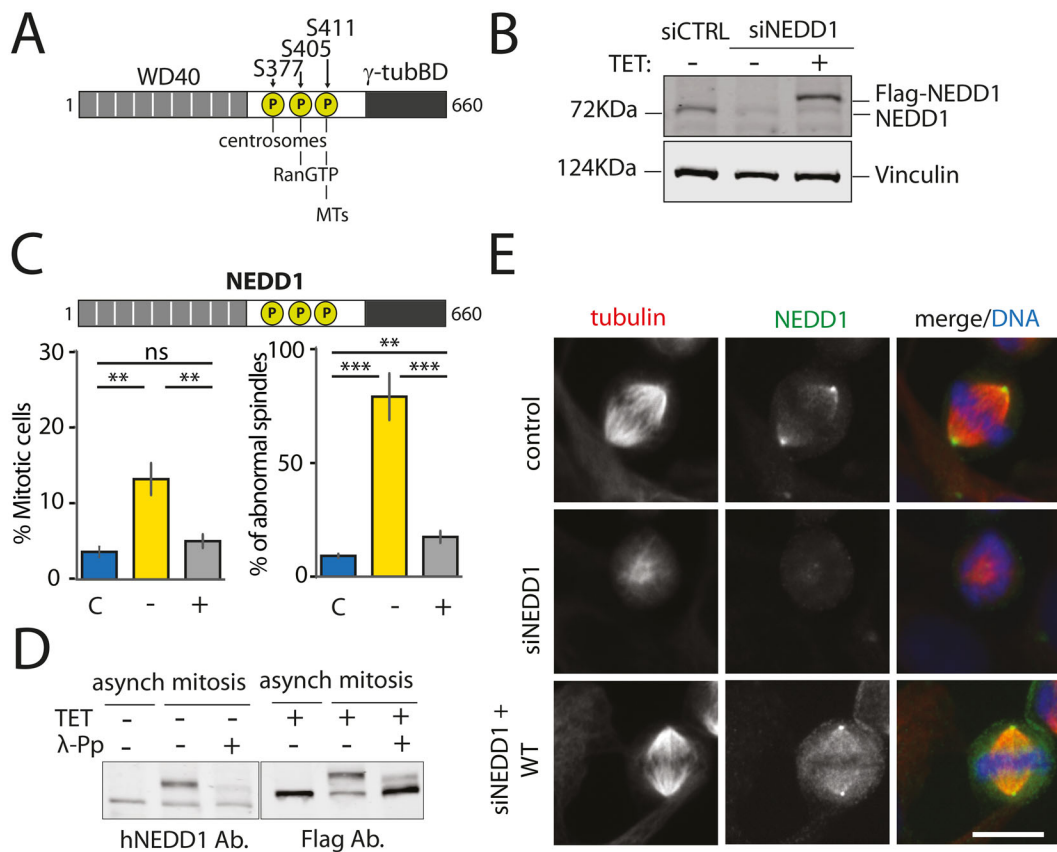 A
S411
S405
S377
WD40
γ-tubBD
1
P P P
660
centrosomes
RanGTP
MTs
B
siCTRL siNEDD1
TET: - - +
72KDa
Flag-NEDD1
NEDD1
124KDa
Vinculin
C
NEDD1
1
P P P
660
% Mitotic cells
30
20
10
0
ns
** **
C - +
% of abnormal spindles
100
50
0
**
*** ***
C - +
D
asynch mitosis asynch mitosis
TET - - - + + +
λ-Pp - - + - - +
hNEDD1 Ab. Flag Ab.
E
tubulin NEDD1 merge/DNA
control
siNEDD1
siNEDD1 +
WT